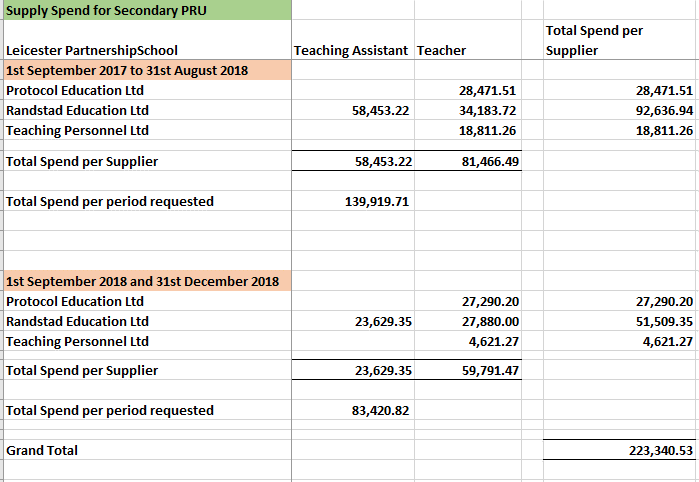 Supply Spend for Secondary PRU
Total Spend per
Leicester PartnershipSchool Teaching Assistant Teacher Supplier
1st September 2017 to 31st August 2018
Protocol Education Ltd 28,471.51 28,471.51
Randstad Education Ltd 58,453.22 34,183.72 92,636.94
Teaching Personnel Ltd 18,811.26 18,811.26
Total Spend per Supplier 58,453.22 81,466.49
Total Spend per period requested 139,919.71
1st September 2018 and 31st December 2018
Protocol Education Ltd 27,290.20 27,290.20
Randstad Education Ltd 23,629.35 27,880.00 51,509.35
Teaching Personnel Ltd 4,621.27 4,621.27
Total Spend per Supplier 23,629.35 59,791.47
Total Spend per period requested 83,420.82
Grand Total 223,340.53